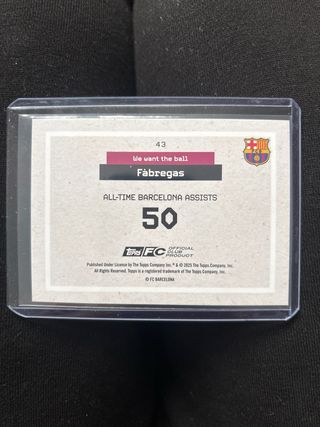 43
We want the ball
Fàbregas
ALL-TIME BARCELONA ASSISTS
50
Topps FC OFFICIAL CLUB PRODUCT
Published Under License by The Topps Company, Inc.® & © 2025 The Topps Company, Inc.
All Rights Reserved. Topps is a registered trademark of The Topps Company, Inc.
© FC BARCELONA